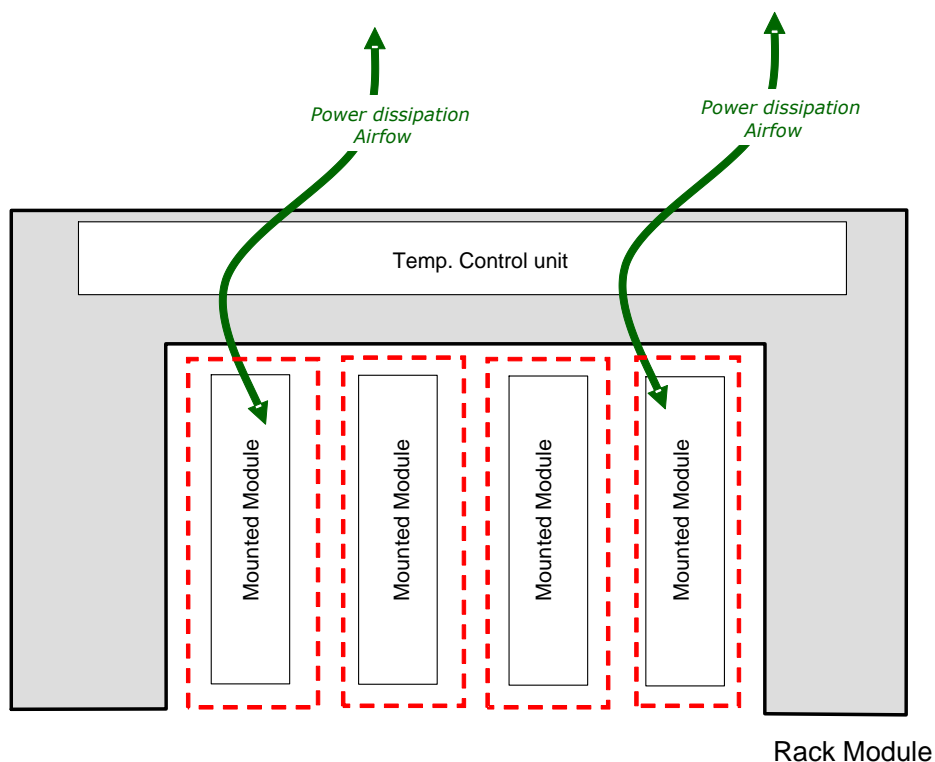 Power dissipation
Airfow
Power dissipation
Airfow
Temp. Control unit
Mounted Module
Mounted Module
Mounted Module
Mounted Module
Rack Module